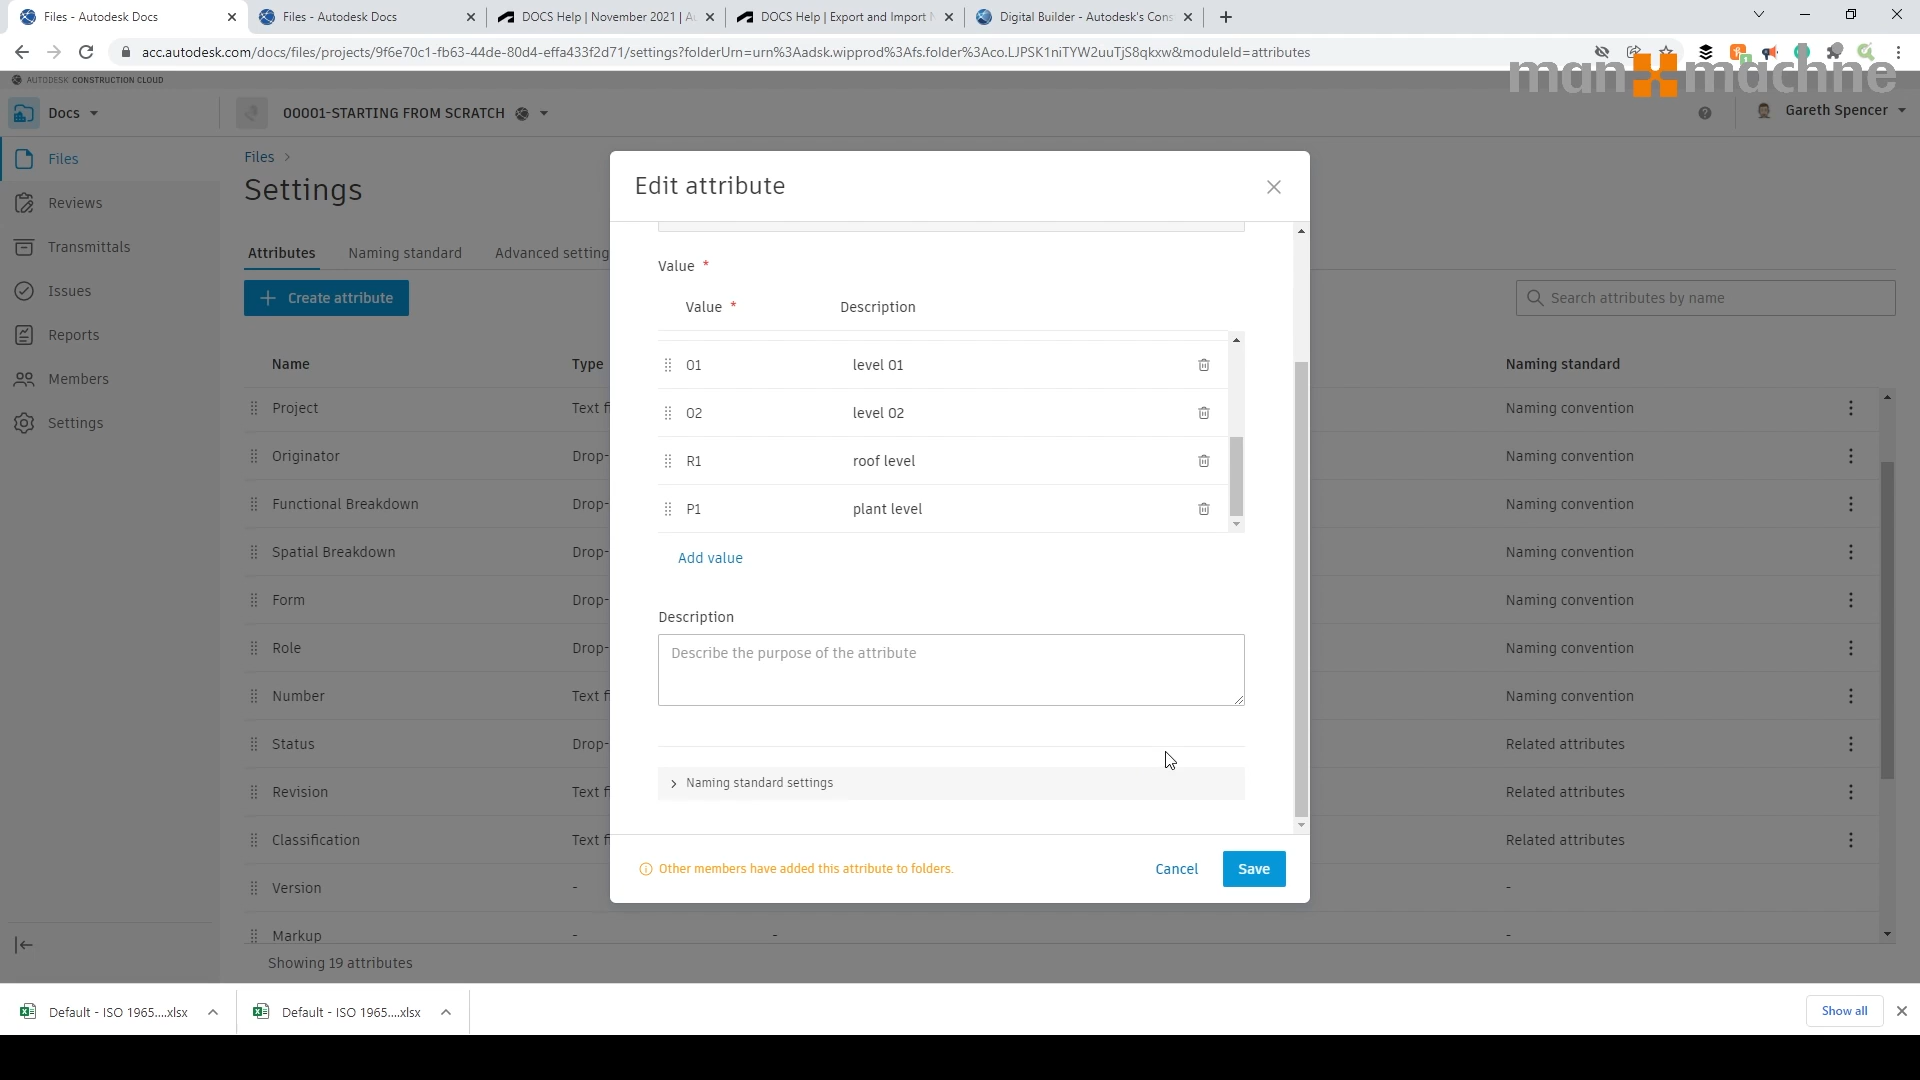 Files - Autodesk Docs
Files - Autodesk Docs
DOCS Help | November 2021 | A
DOCS Help | Export and Import N
Digital Builder - Autodesk's Cons
acc.autodesk.com/docs/files/projects/9f6e70c1-fb63-44de-80d4-effa433f2d71/settings?folderUrn=urn%3Aadsk.wipprod%3Afs.folder%3Aco.LJPSK1niTYW2uuTjS8qkxw&moduleId=attributes
AUTODESK CONSTRUCTION CLOUD
man machine
Docs
00001-STARTING FROM SCRATCH
Gareth Spencer
Files
Reviews
Transmittals
Issues
Reports
Members
Settings
Files >
Settings
Attributes Naming standard Advanced setting
Create attribute
Search attributes by name
Name Type Naming standard
Project Text f Naming convention
Originator Drop- Naming convention
Functional Breakdown Drop- Naming convention
Spatial Breakdown Drop- Naming convention
Form Drop- Naming convention
Role Drop- Naming convention
Number Text f Naming convention
Status Drop- Related attributes
Revision Text f Related attributes
Classification Text f Related attributes
Version - -
Markup - - -
Showing 19 attributes
Edit attribute
Value *
Value * Description
01 level 01
02 level 02
R1 roof level
P1 plant level
Add value
Description
Describe the purpose of the attribute
Naming standard settings
Other members have added this attribute to folders.
Cancel
Save
Default - ISO 1965....xlsx
Default - ISO 1965....xlsx
Show all